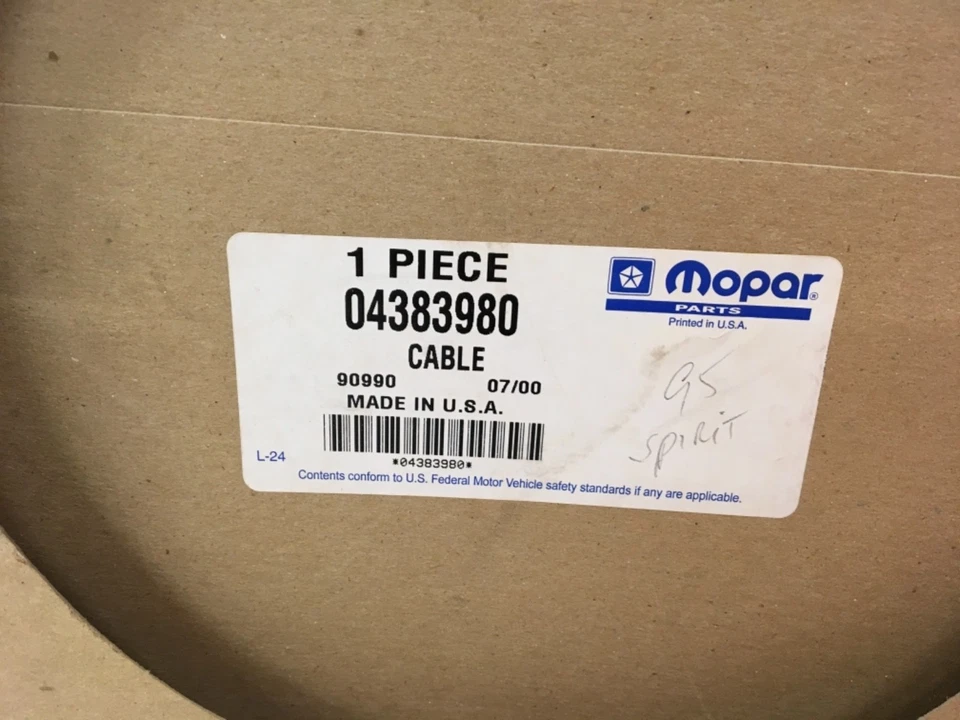 1 PIECE
04383980
CABLE
90990 07/00
MADE IN U.S.A.
*04383980*
L-24
Contents conform to U.S. Federal Motor Vehicle safety standards if any are applicable.
Mopar®
PARTS
Printed in U.S.A.
95
SPIRIT